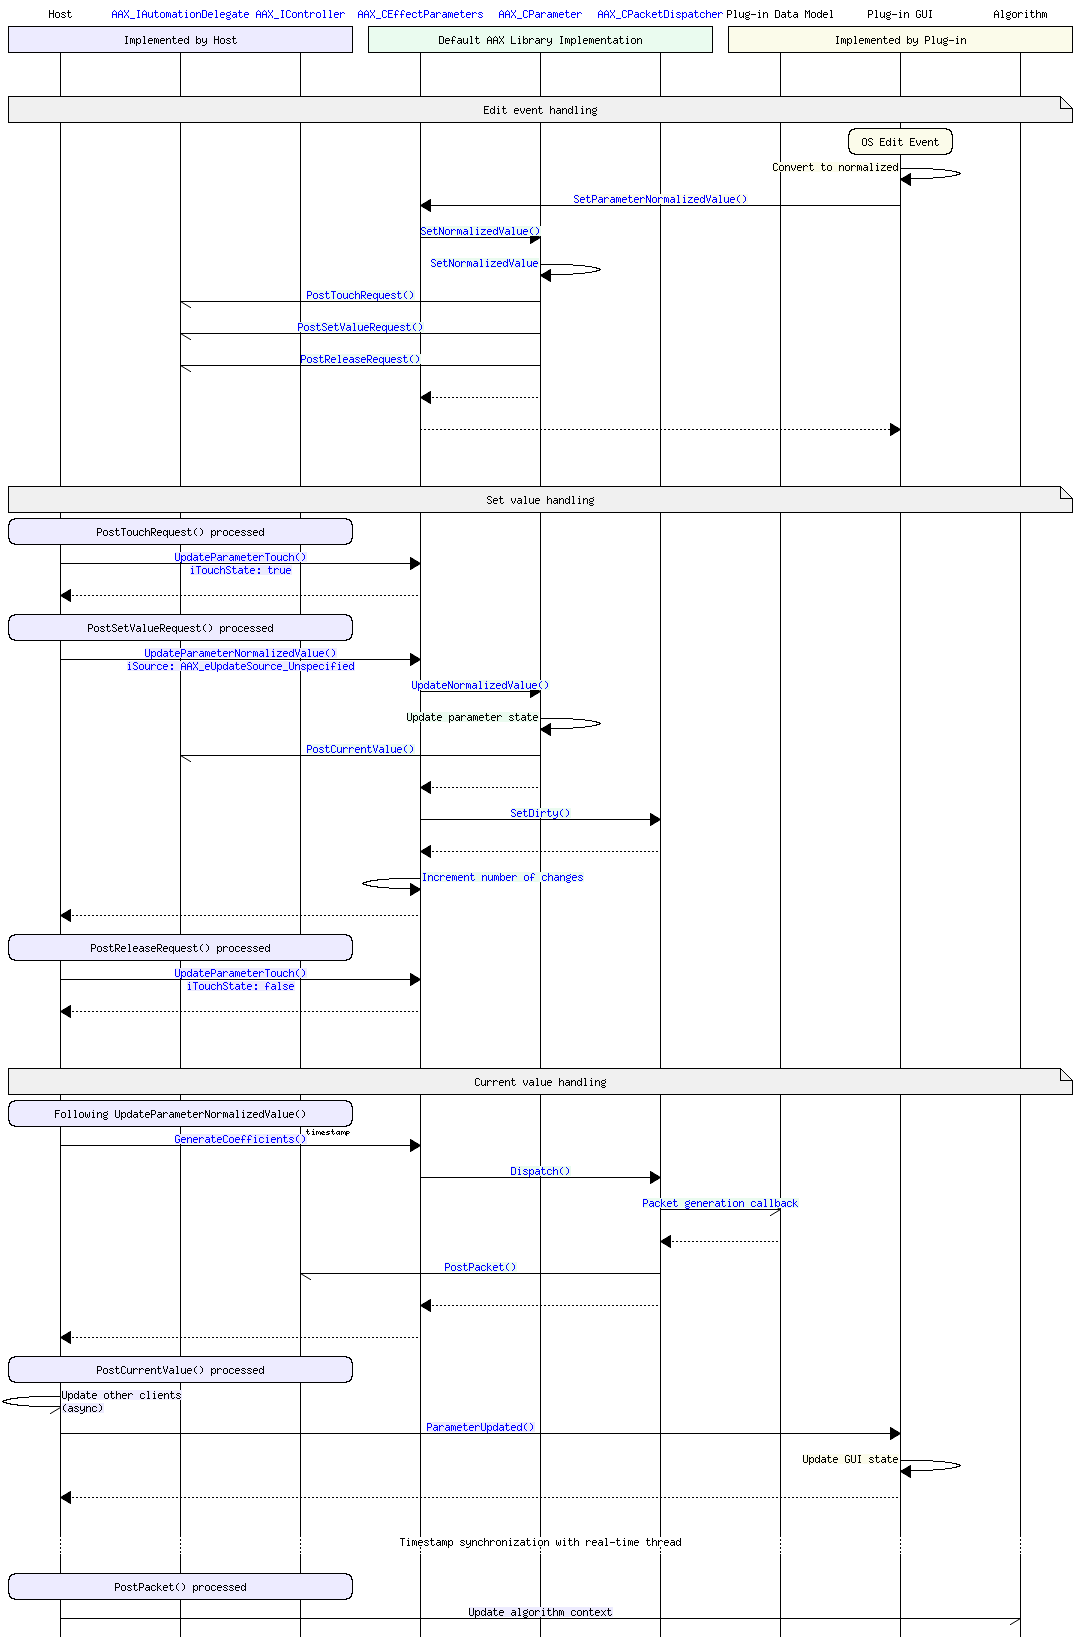 Host AAX_IAutomationDelegate AAX_IController AAX_CEffectParameters AAX_CParameter AAX_CPacketDispatcher Plug-in Data Model Plug-in GUI Algorithm
Implemented by Host Default AAX Library Implementation Implemented by Plug-in
Edit event handling
OS Edit Event
Convert to normalized
SetParameterNormalizedValue()
SetNormalizedValue()
SetNormalizedValue
PostTouchRequest()
PostSetValueRequest()
PostReleaseRequest()
Set value handling
PostTouchRequest() processed
UpdateParameterTouch()
iTouchState: true
PostSetValueRequest() processed
UpdateParameterNormalizedValue()
iSource: AAX_eUpdateSource_Unspecified
UpdateNormalizedValue()
Update parameter state
PostCurrentValue()
SetDirty()
Increment number of changes
PostReleaseRequest() processed
UpdateParameterTouch()
iTouchState: false
Current value handling
Following UpdateParameterNormalizedValue()
timestamp
GenerateCoefficients()
Dispatch()
Packet generation callback
PostPacket()
PostCurrentValue() processed
Update other clients
(async)
ParameterUpdated()
Update GUI state
Timestamp synchronization with real-time thread
PostPacket() processed
Update algorithm context